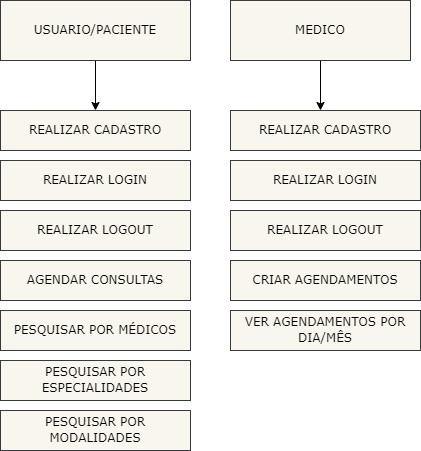 USUARIO/PACIENTE
REALIZAR CADASTRO
REALIZAR LOGIN
REALIZAR LOGOUT
AGENDAR CONSULTAS
PESQUISAR POR MÉDICOS
PESQUISAR POR
ESPECIALIDADES
PESQUISAR POR
MODALIDADES
MEDICO
REALIZAR CADASTRO
REALIZAR LOGIN
REALIZAR LOGOUT
CRIAR AGENDAMENTOS
VER AGENDAMENTOS POR
DIA/MÊS